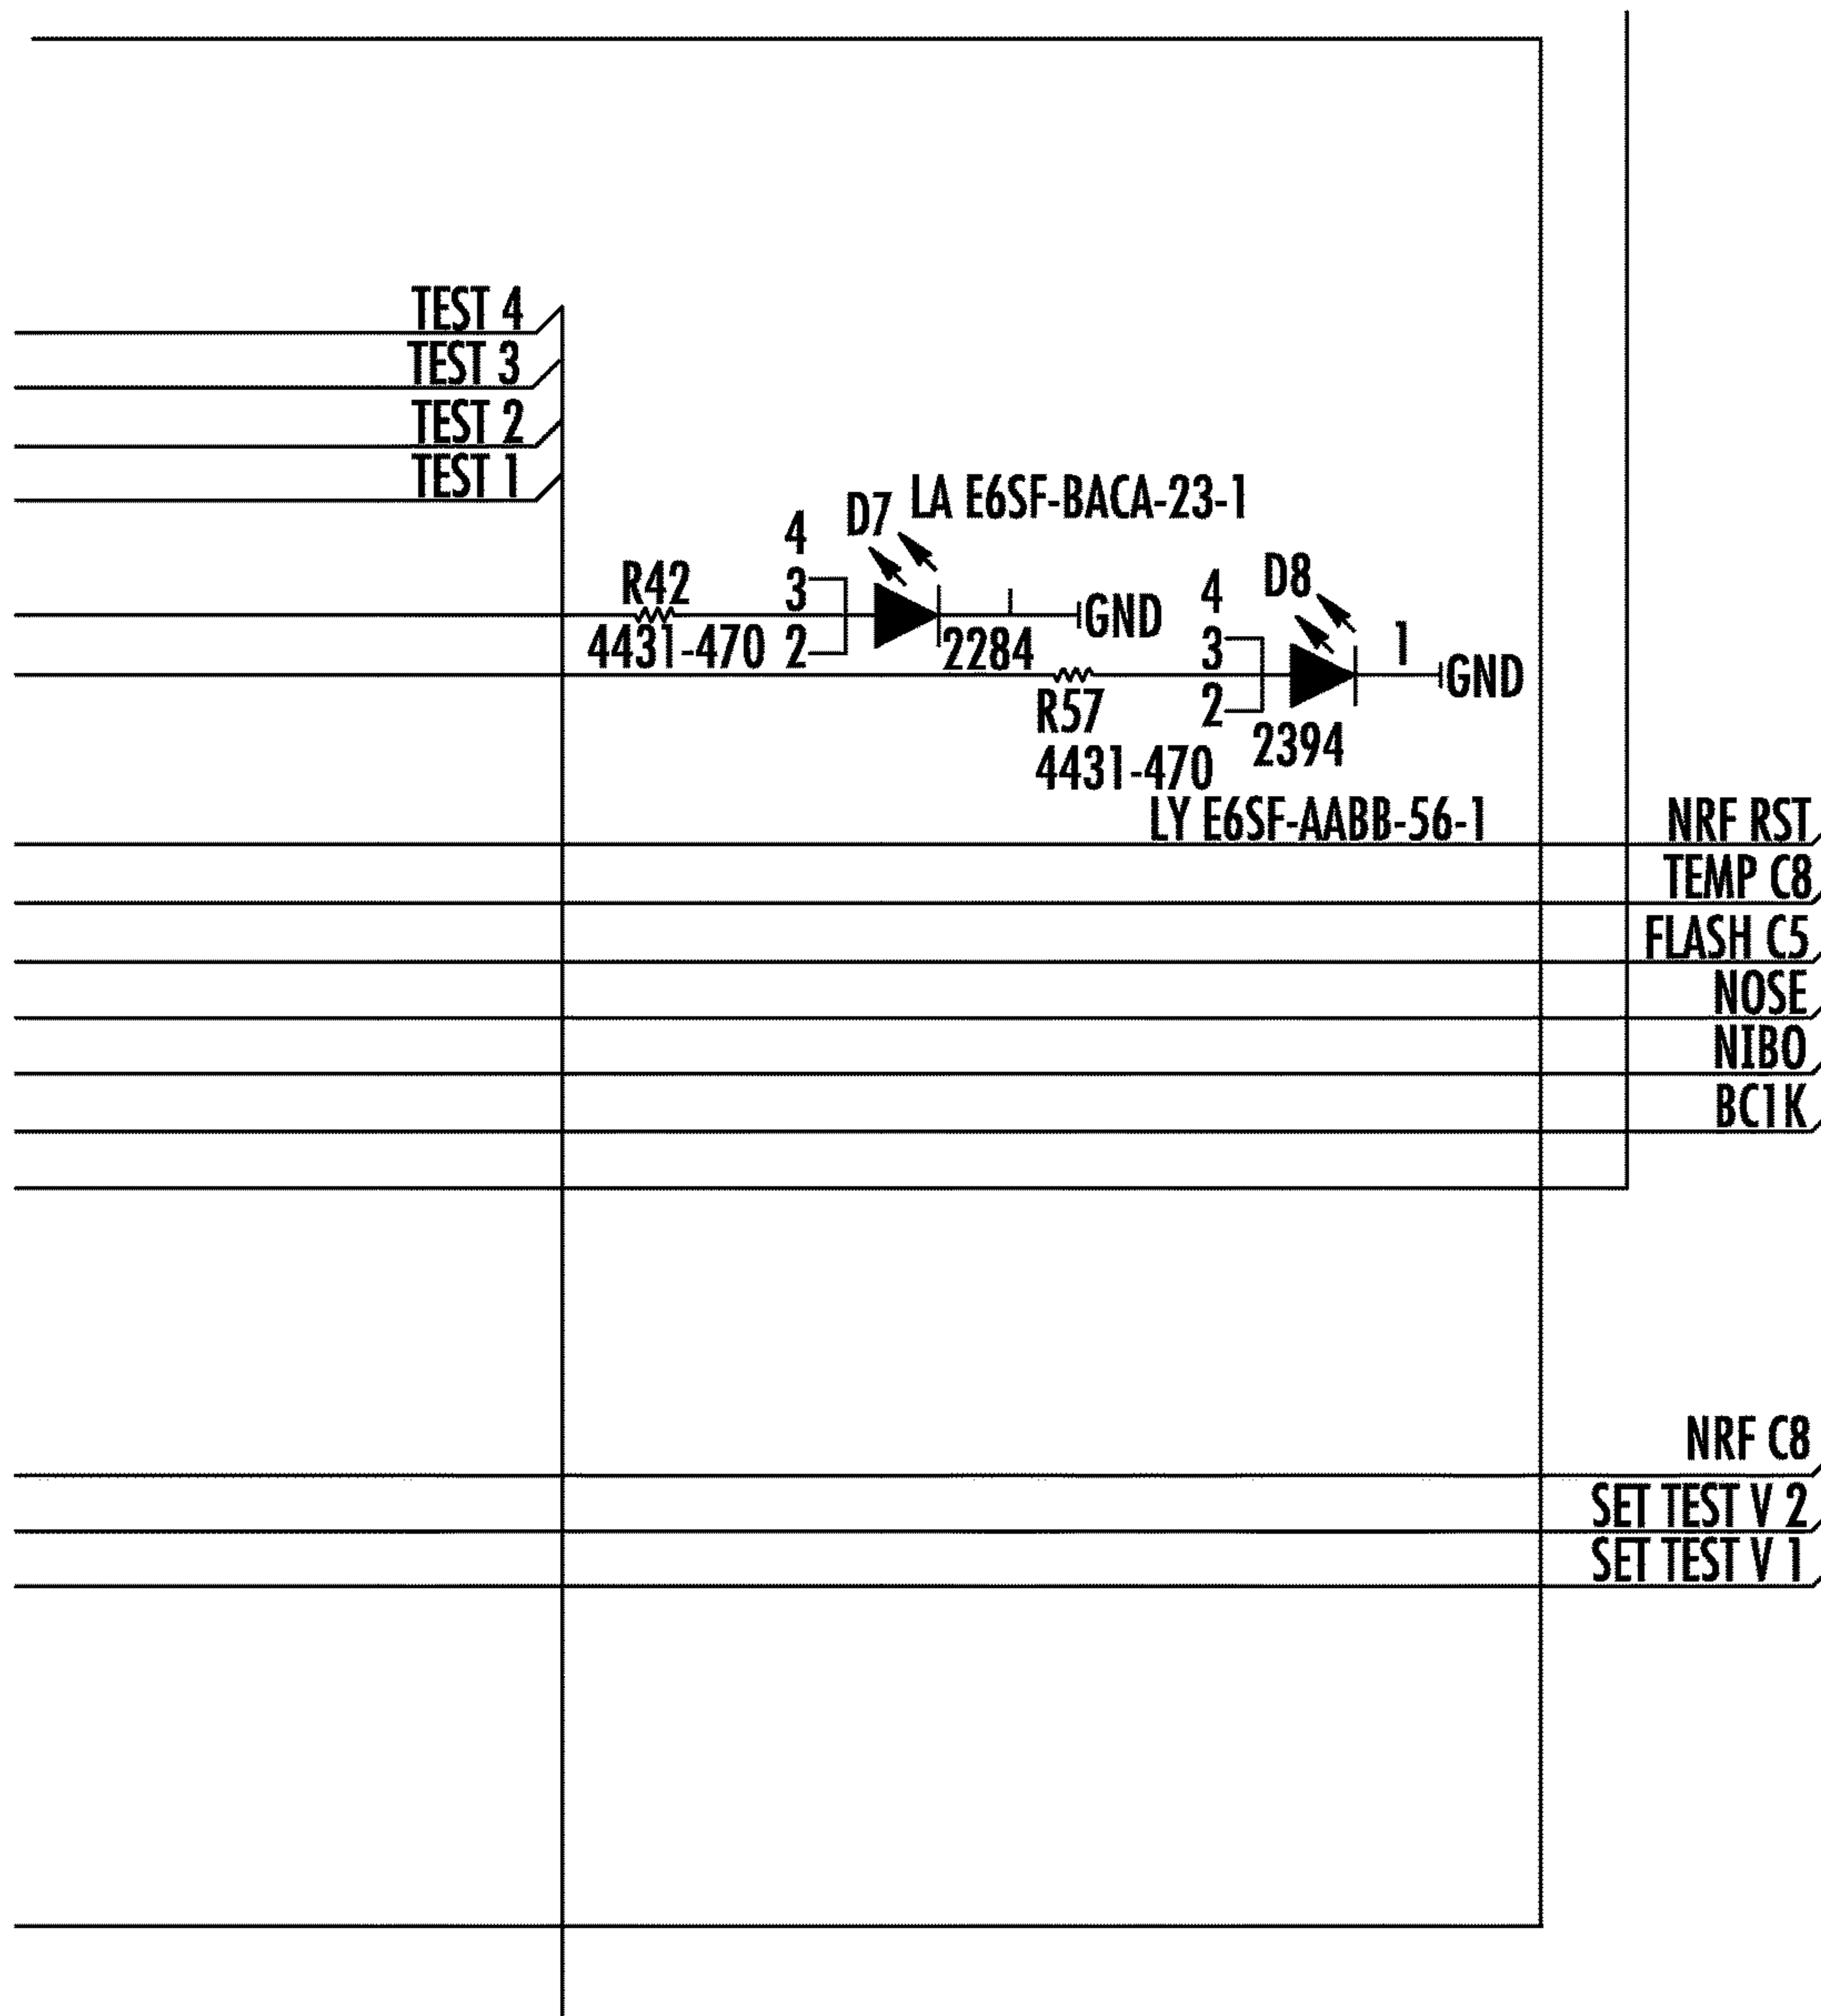 TEST 4
TEST 3
TEST 2
TEST 1
LA E6SF-BACA-23-1
D7
4
R42
3
GND
4431-470
2
2284
D8
4
3
1
GND
2
R57
2394
4431-470
LY E6SF-AABB-56-1
NRF RST
TEMP C8
FLASH C5
NOSE
NIBO
BC1K
NRF C8
SET TEST V 2
SET TEST V 1